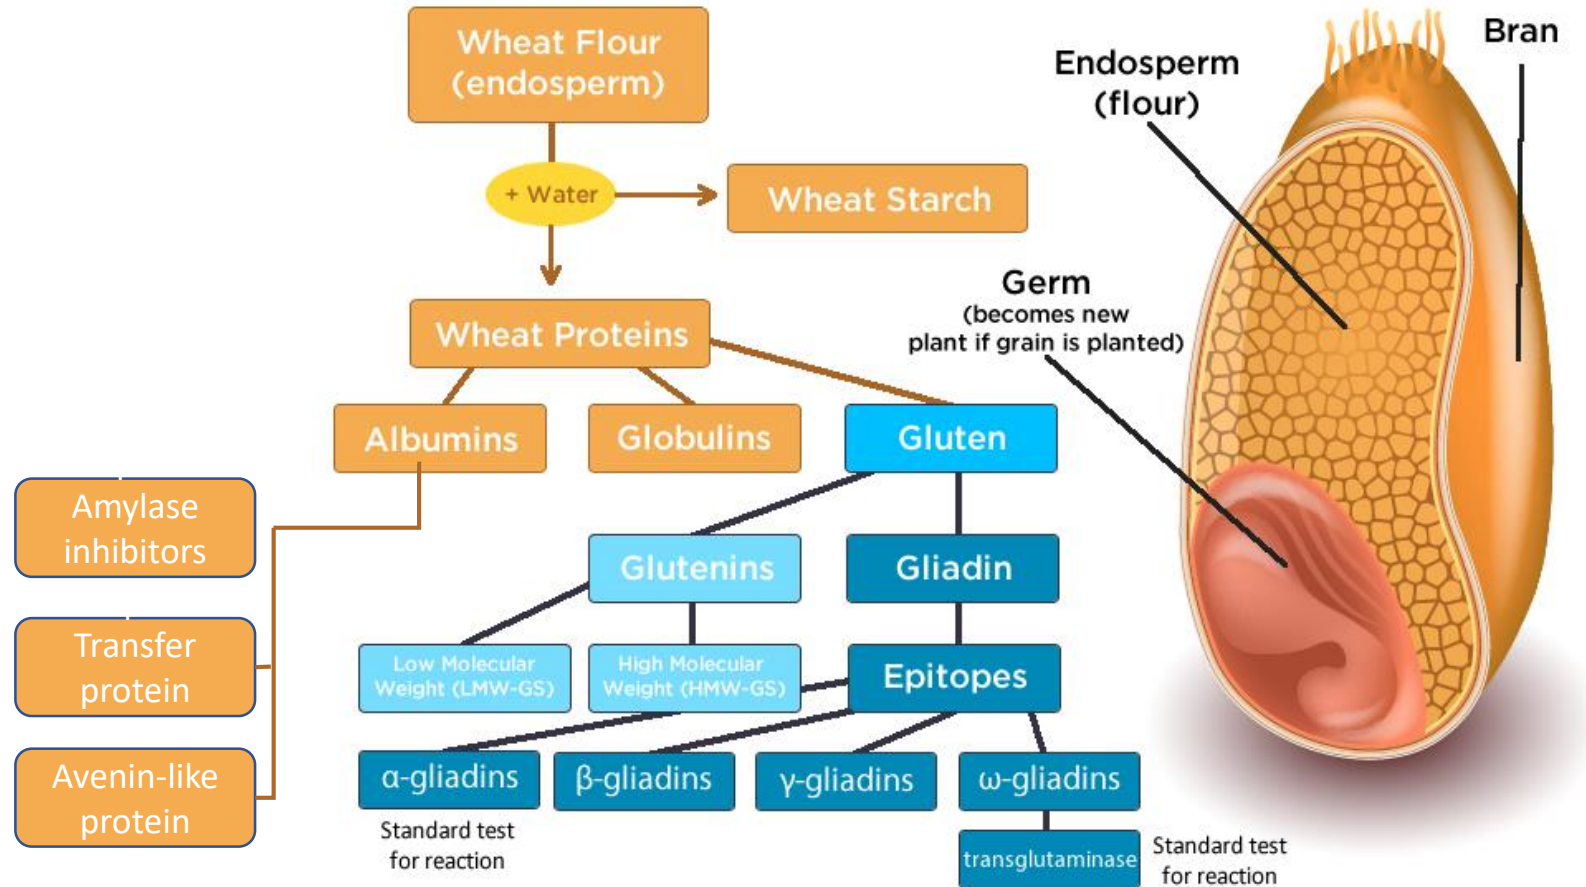 Wheat Flour
(endosperm)
+ Water
Wheat Starch
Wheat Proteins
Albumins
Globulins
Gluten
Amylase
inhibitors
Transfer
protein
Avenin-like
protein
Glutenins
Gliadin
Low Molecular
Weight (LMW-GS)
High Molecular
Weight (HMW-GS)
Epitopes
α-gliadins
β-gliadins
γ-gliadins
ω-gliadins
Standard test
for reaction
transglutaminase
Standard test
for reaction
Endosperm
(flour)
Bran
Germ
(becomes new
plant if grain is planted)